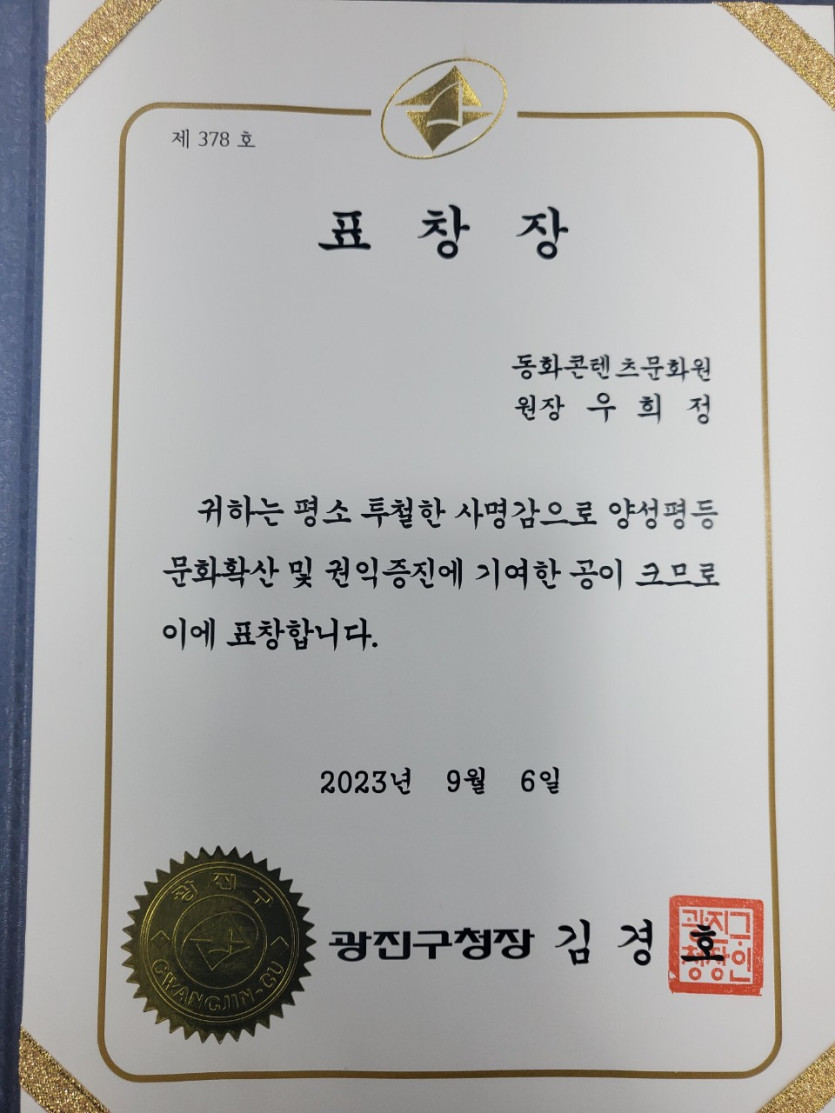 제 378 호
표 창 장
동화콘텐츠문화원
원장 우 희 정
귀하는 평소 투철한 사명감으로 양성평등
문화확산 및 권익증진에 기여한 공이 크므로
이에 표창합니다.
2023년 9월 6일
광진구
GWANGJIN-GU
광진구청장 김 경 호
광진구
청장인